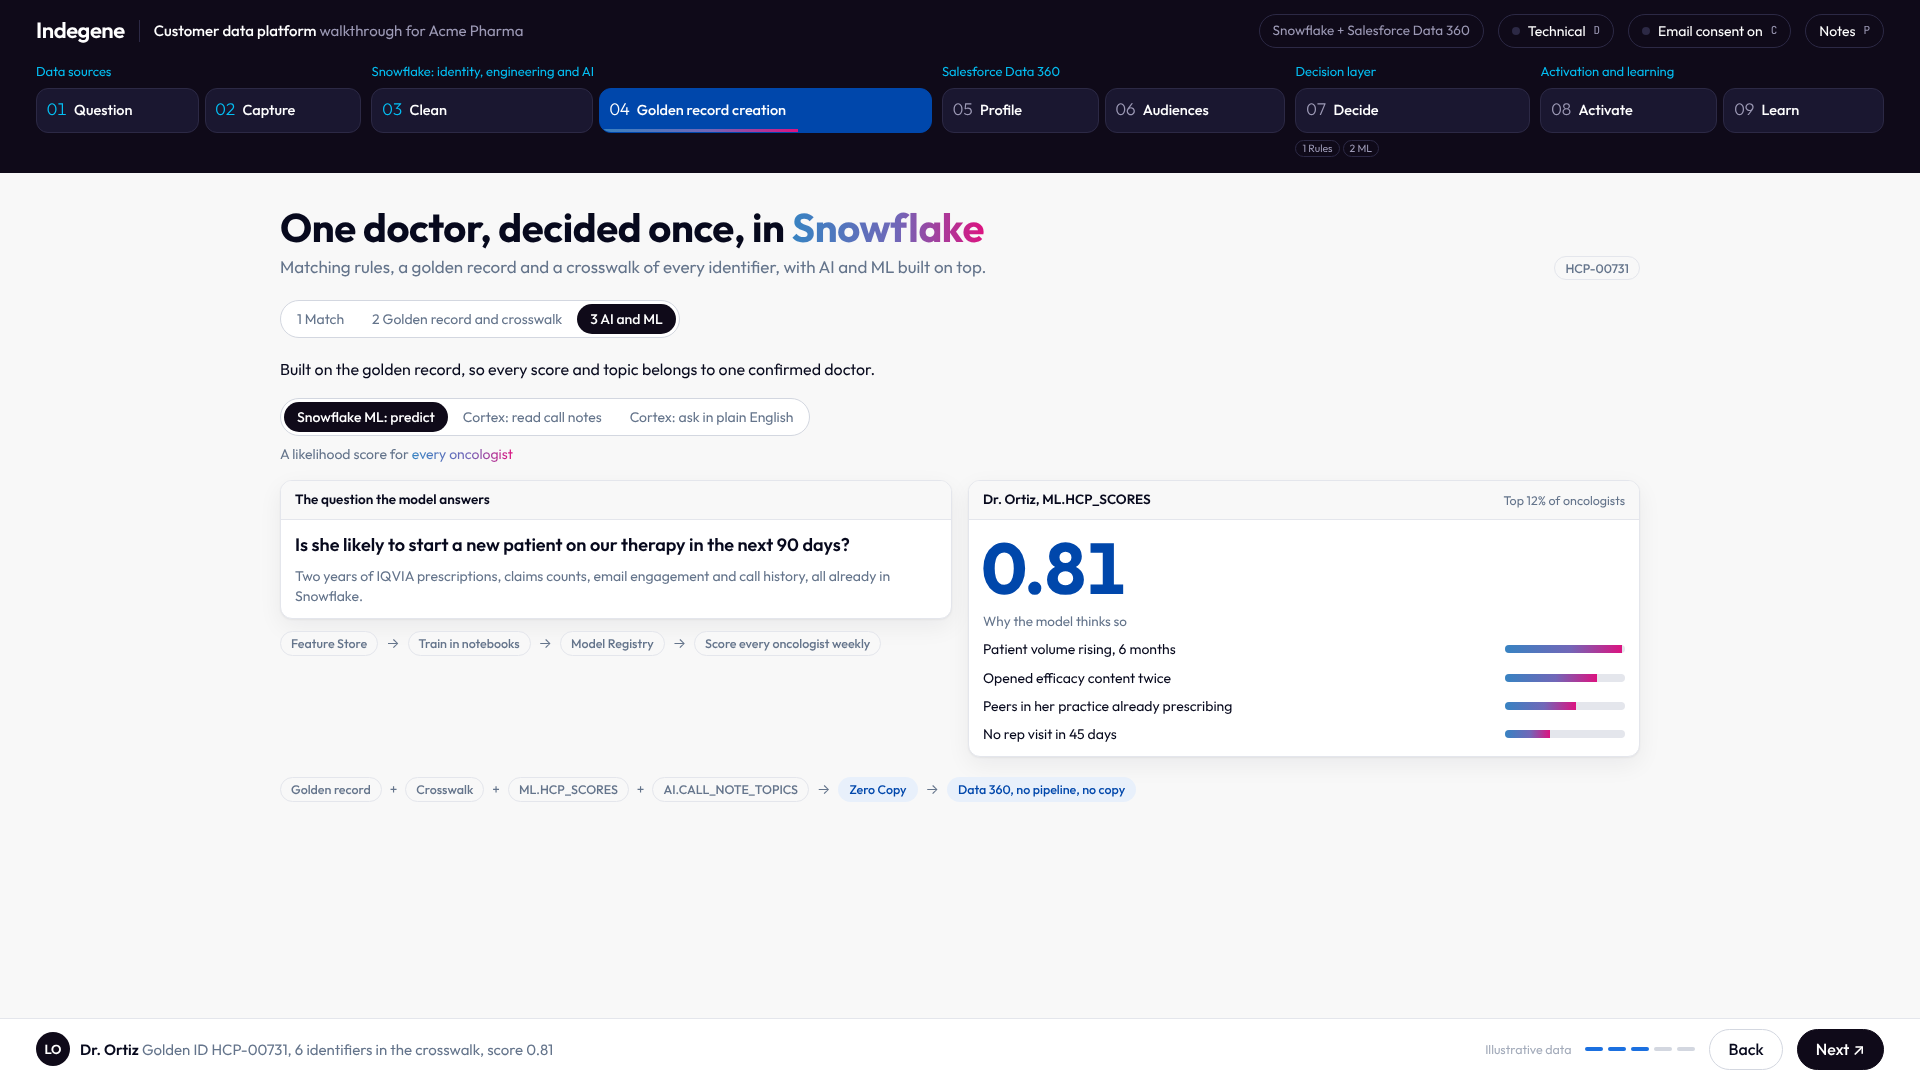 Indegene
Customer data platform walkthrough for Acme Pharma
Snowflake + Salesforce Data 360
Technical D
Email consent on C
Notes P
Data sources
Snowflake: identity, engineering and AI
Salesforce Data 360
Decision layer
Activation and learning
01 Question
02 Capture
03 Clean
04 Golden record creation
05 Profile
06 Audiences
07 Decide
08 Activate
09 Learn
1 Rules
2 ML
One doctor, decided once, in Snowflake
Matching rules, a golden record and a crosswalk of every identifier, with AI and ML built on top.
HCP-00731
1 Match
2 Golden record and crosswalk
3 AI and ML
Built on the golden record, so every score and topic belongs to one confirmed doctor.
Snowflake ML: predict
Cortex: read call notes
Cortex: ask in plain English
A likelihood score for every oncologist
The question the model answers
Is she likely to start a new patient on our therapy in the next 90 days?
Two years of IQVIA prescriptions, claims counts, email engagement and call history, all already in
Snowflake.
Feature Store → Train in notebooks → Model Registry → Score every oncologist weekly
Dr. Ortiz, ML.HCP_SCORES
Top 12% of oncologists
0.81
Why the model thinks so
Patient volume rising, 6 months
Opened efficacy content twice
Peers in her practice already prescribing
No rep visit in 45 days
Golden record + Crosswalk + ML.HCP_SCORES + AI.CALL_NOTE_TOPICS → Zero Copy → Data 360, no pipeline, no copy
LO
Dr. Ortiz Golden ID HCP-00731, 6 identifiers in the crosswalk, score 0.81
Illustrative data
Back
Next ↗